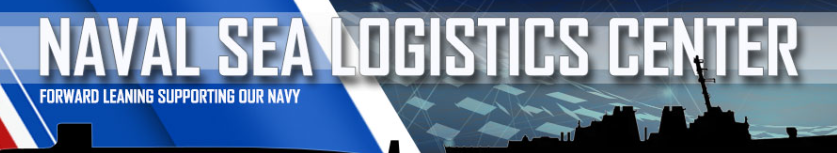 NAVAL SEA LOGISTICS CENTER
FORWARD LEANING SUPPORTING OUR NAVY